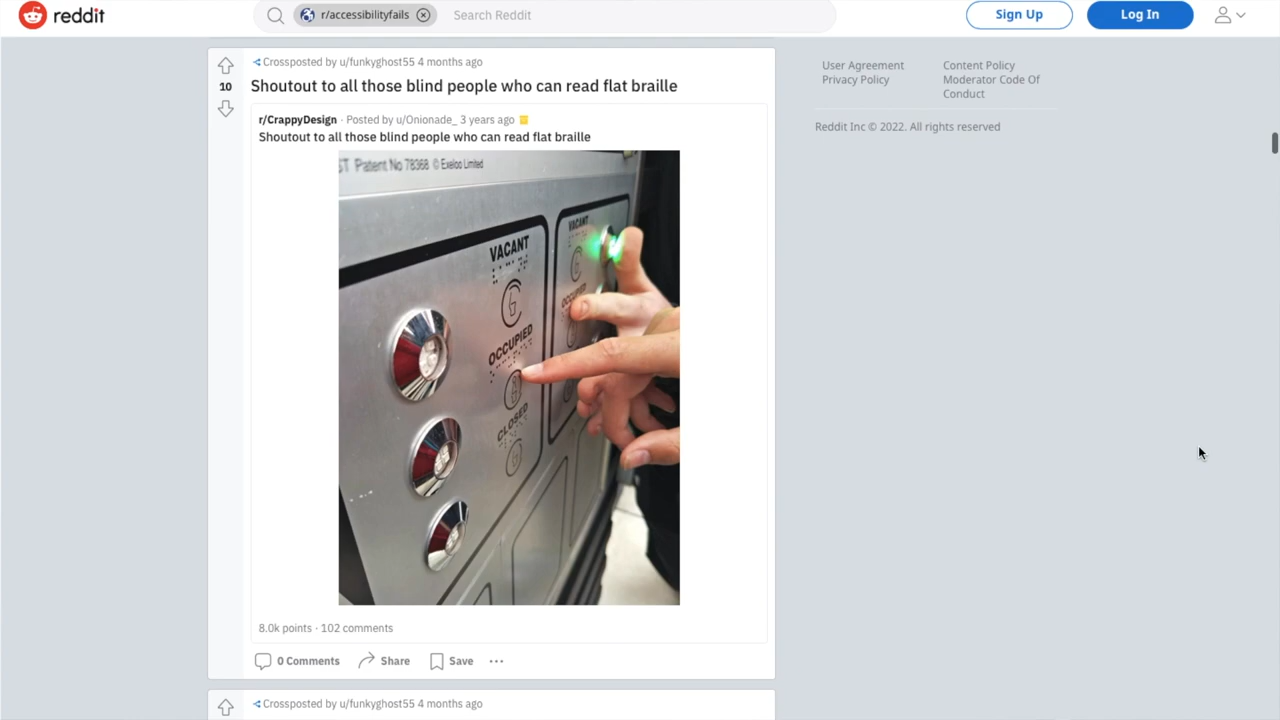 reddit
r/accessibilityfails
Search Reddit
Sign Up
Log In
Crossposted by u/funkyghost55 4 months ago
10
Shoutout to all those blind people who can read flat braille
r/CrappyDesign · Posted by u/Onionade_ 3 years ago
Shoutout to all those blind people who can read flat braille
ST Patent No 78368 © Exeloo Limited
VACANT
OCCUPIED
CLOSED
VACANT
OCCUPIED
8.0k points · 102 comments
0 Comments
Share
Save
Crossposted by u/funkyghost55 4 months ago
User Agreement
Privacy Policy
Content Policy
Moderator Code Of
Conduct
Reddit Inc © 2022. All rights reserved